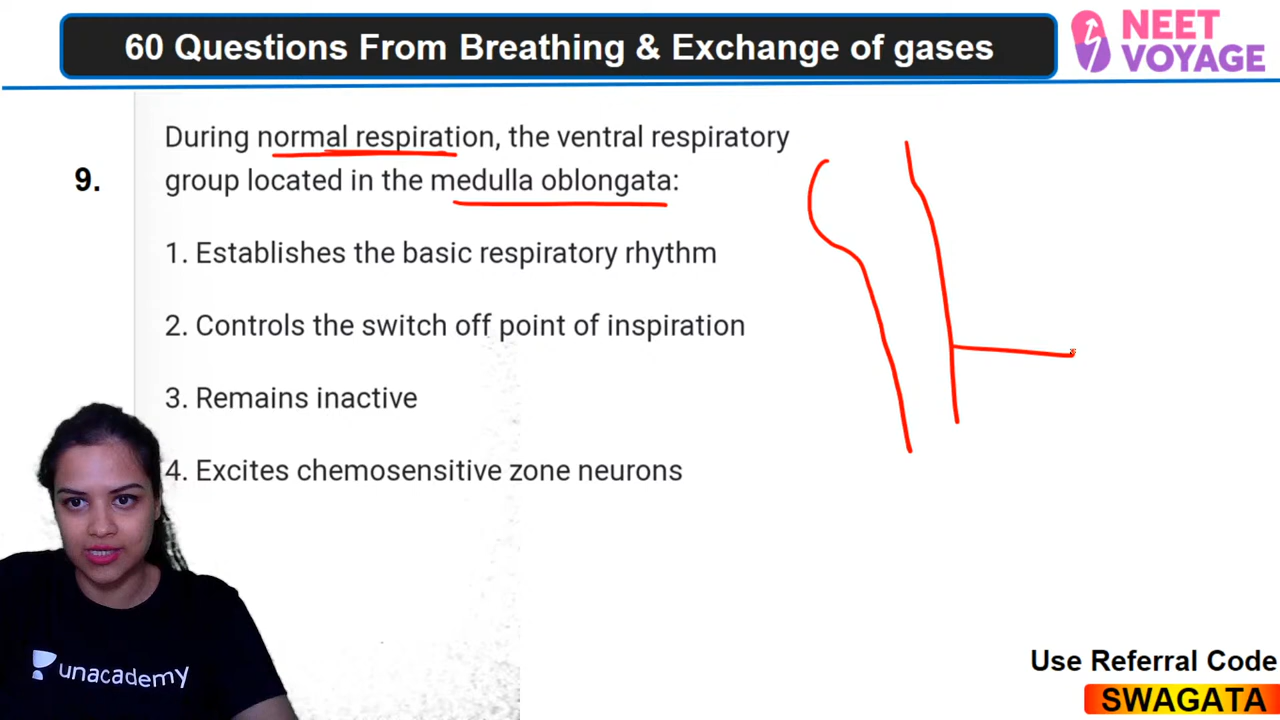 60 Questions From Breathing & Exchange of gases
NEET
VOYAGE
During normal respiration, the ventral respiratory
9.
group located in the medulla oblongata:
1. Establishes the basic respiratory rhythm
2. Controls the switch off point of inspiration
3. Remains inactive
4. Excites chemosensitive zone neurons
unacademy
Use Referral Code
SWAGATA